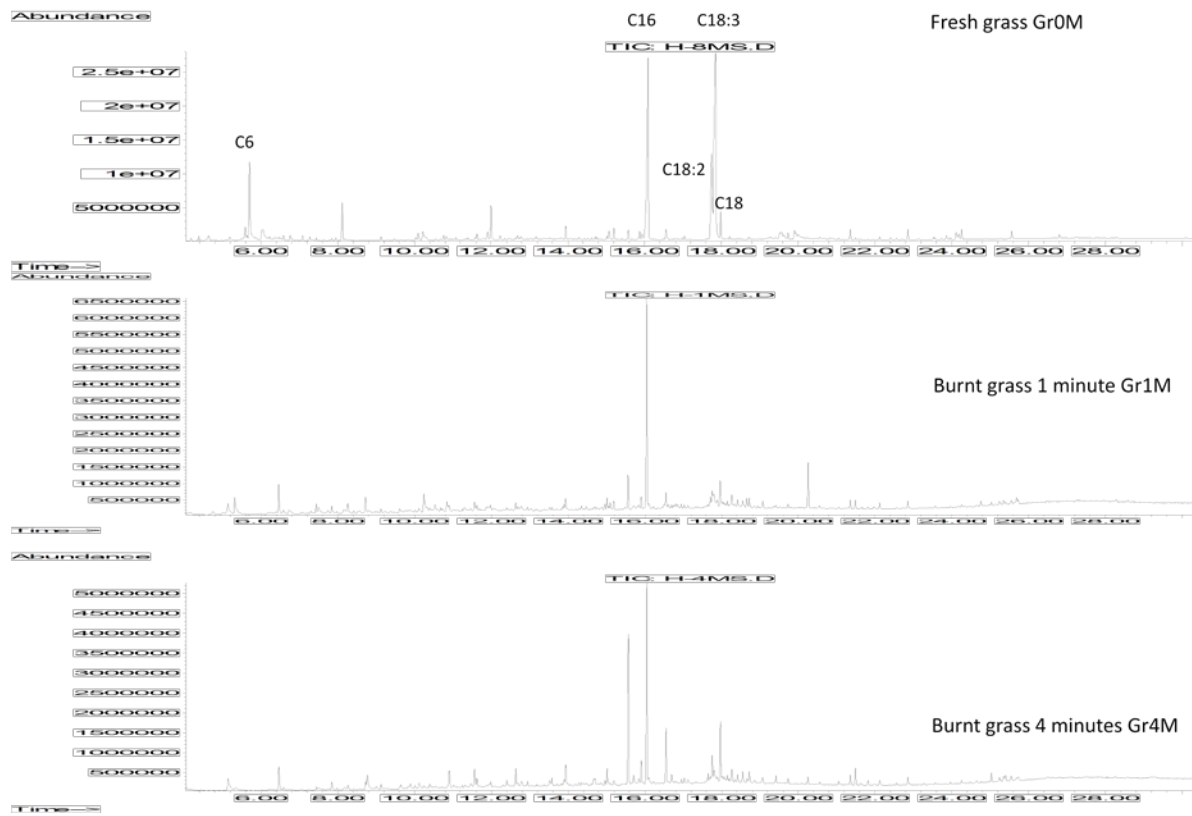 Abundance
C16 C18:3
Fresh grass Gr0M
TIC: H-8MS.D
2.5e+07
2e+07
1.5e+07
C6
1e+07
C18:2
5000000
C18
6.00 8.00 10.00 12.00 14.00 16.00 18.00 20.00 22.00 24.00 26.00 28.00
Time-->
Abundance
TIC: H-1MS.D
6500000
6000000
5500000
5000000
4500000
4000000
Burnt grass 1 minute Gr1M
3500000
3000000
2500000
2000000
1500000
1000000
500000
6.00 8.00 10.00 12.00 14.00 16.00 18.00 20.00 22.00 24.00 26.00 28.00
Time-->
Abundance
TIC: H-4MS.D
5000000
4500000
4000000
3500000
3000000
2500000
2000000
Burnt grass 4 minutes Gr4M
1500000
1000000
500000
6.00 8.00 10.00 12.00 14.00 16.00 18.00 20.00 22.00 24.00 26.00 28.00
Time-->